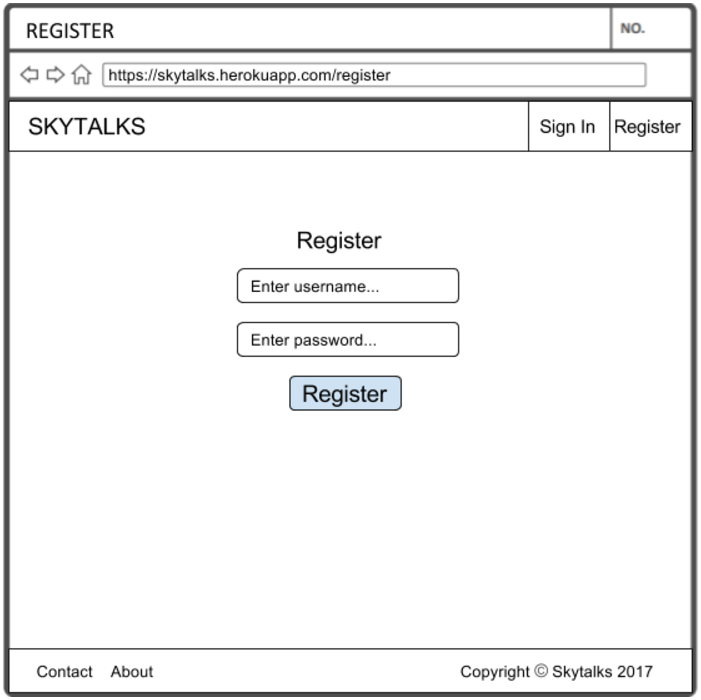 REGISTER NO.
https://skytalks.herokuapp.com/register
SKYTALKS Sign In Register
Register
Enter username...
Enter password...
Register
Contact About Copyright © Skytalks 2017